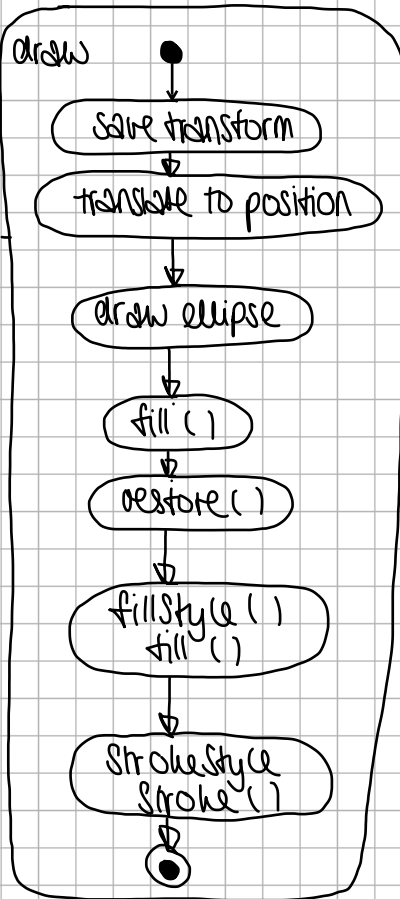 draw
save transform
translate to position
draw ellipse
fill ()
restore ()
fillStyle ()
fill ()
StrokeStyle
Stroke ()